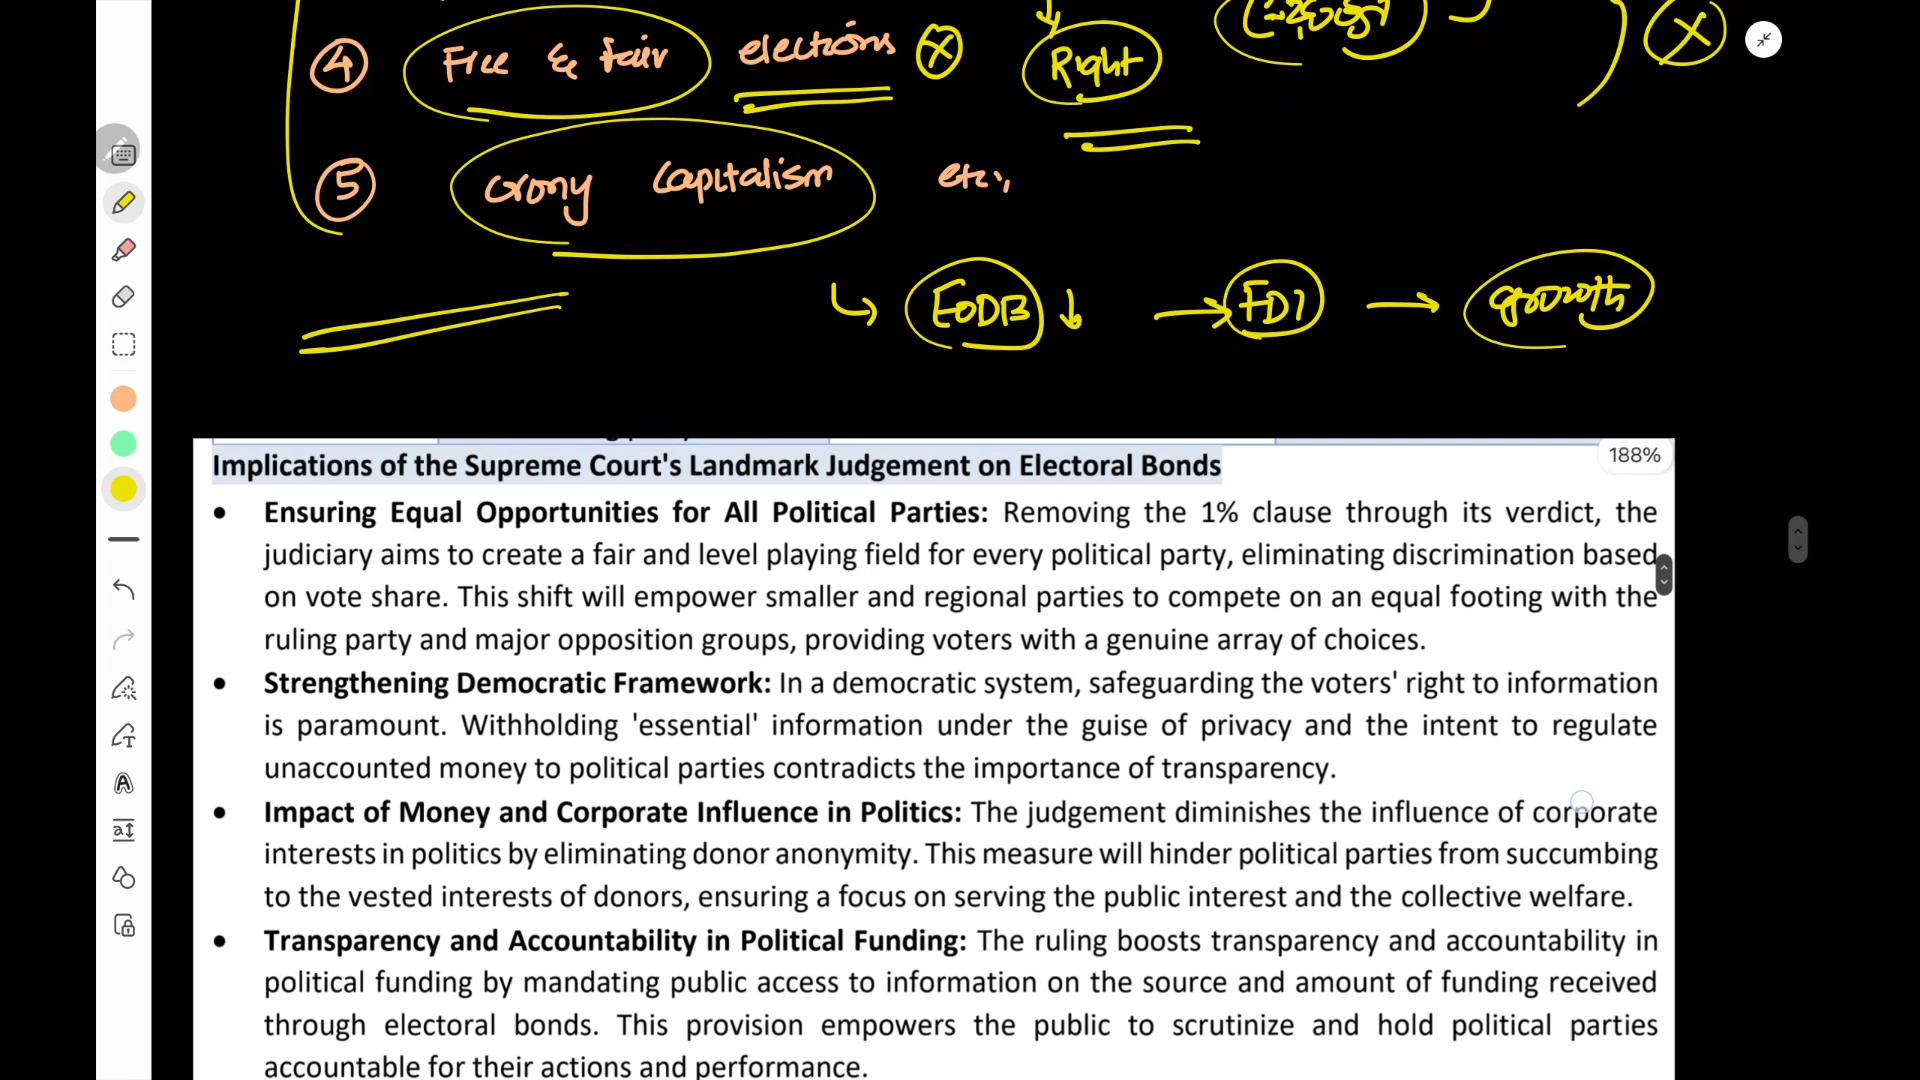 ④ Free & fair elections X Right X
⑤ crony capitalism etc.,
EODB ↓ → FDI → growth
188%
Implications of the Supreme Court's Landmark Judgement on Electoral Bonds
• Ensuring Equal Opportunities for All Political Parties: Removing the 1% clause through its verdict, the
judiciary aims to create a fair and level playing field for every political party, eliminating discrimination based
on vote share. This shift will empower smaller and regional parties to compete on an equal footing with the
ruling party and major opposition groups, providing voters with a genuine array of choices.
• Strengthening Democratic Framework: In a democratic system, safeguarding the voters' right to information
is paramount. Withholding 'essential' information under the guise of privacy and the intent to regulate
unaccounted money to political parties contradicts the importance of transparency.
• Impact of Money and Corporate Influence in Politics: The judgement diminishes the influence of corporate
interests in politics by eliminating donor anonymity. This measure will hinder political parties from succumbing
to the vested interests of donors, ensuring a focus on serving the public interest and the collective welfare.
• Transparency and Accountability in Political Funding: The ruling boosts transparency and accountability in
political funding by mandating public access to information on the source and amount of funding received
through electoral bonds. This provision empowers the public to scrutinize and hold political parties
accountable for their actions and performance.